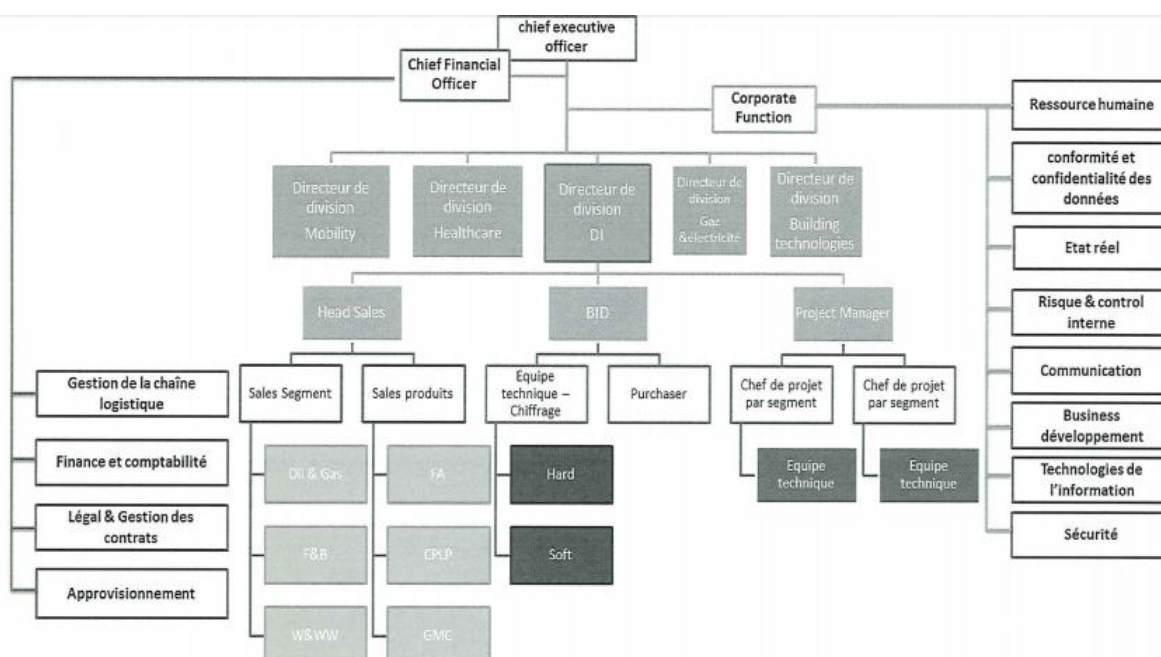 chief executive
officer
Chief Financial
Officer
Corporate
Function
Ressource humaine
conformité et
confidentialité des
données
Etat réel
Risque & control
interne
Communication
Business
développement
Technologies de
l'information
Sécurité
Directeur de
division
Mobility
Directeur de
division
Healthcare
Directeur de
division
DI
Directeur de
division
Gaz
&électricité
Directeur de
division
Building
technologies
Head Sales
BID
Project Manager
Gestion de la chaîne
logistique
Finance et comptabilité
Légal & Gestion des
contrats
Approvisionnement
Sales Segment
Sales produits
Equipe
technique –
Chiffrage
Purchaser
Chef de projet
par segment
Chef de projet
par segment
Oil & Gas
FA
Hard
Equipe
technique
Equipe
technique
F&B
CPLP
Soft
W&WW
GMC